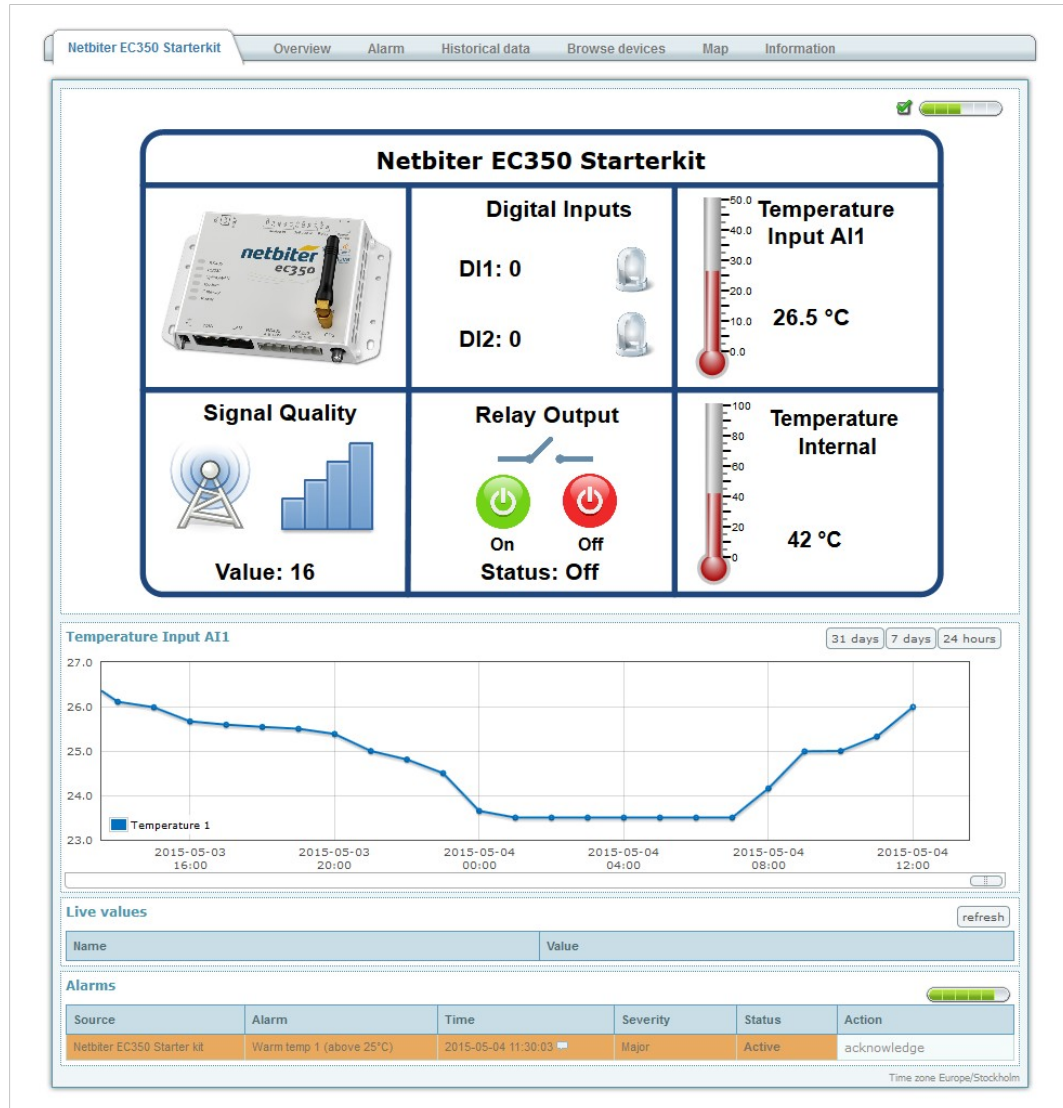 Netbiter EC350 Starterkit Overview Alarm Historical data Browse devices Map Information
Netbiter EC350 Starterkit
netbiter
ec350
Digital Inputs
DI1: 0
DI2: 0
50.0
40.0
30.0
20.0
10.0
0.0
Temperature
Input AI1
26.5 °C
Signal Quality
Value: 16
Relay Output
On Off
Status: Off
100
80
60
40
20
0
Temperature
Internal
42 °C
Temperature Input AI1 31 days 7 days 24 hours
27.0
26.0
25.0
24.0
23.0
Temperature 1
2015-05-03 2015-05-03 2015-05-04 2015-05-04 2015-05-04 2015-05-04
16:00 20:00 00:00 04:00 08:00 12:00
Live values refresh
Name Value
Alarms
Source Alarm Time Severity Status Action
Netbiter EC350 Starter kit Warm temp 1 (above 25°C) 2015-05-04 11:30:03 Major Active acknowledge
Time zone Europe/Stockholm